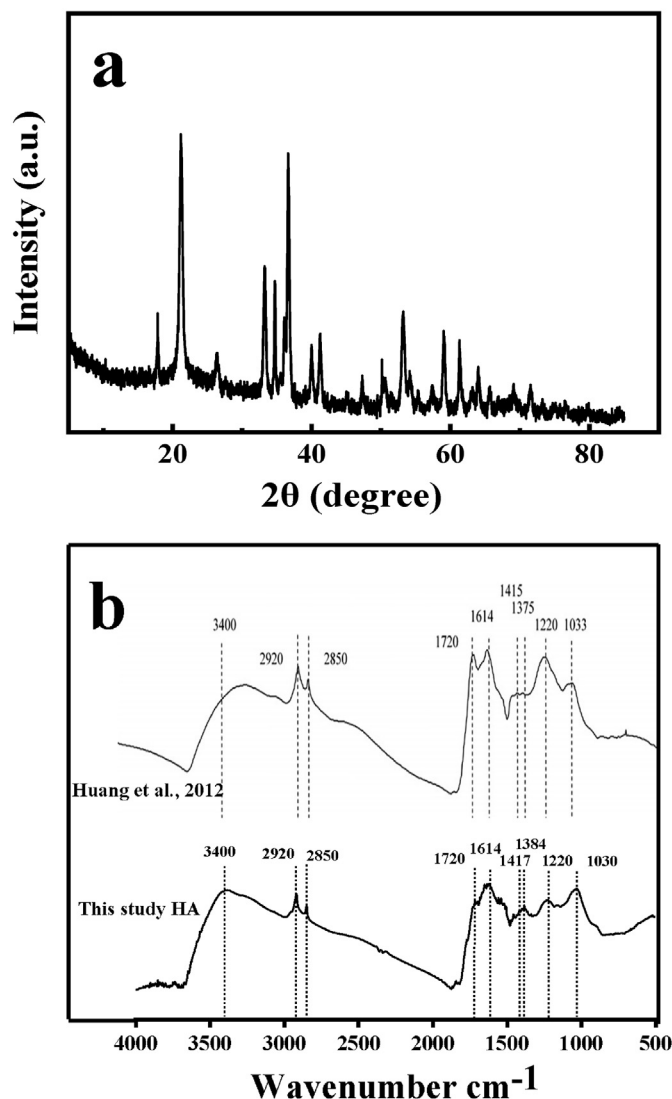 a
Intensity (a.u.)
20 40 60 80
2θ (degree)
b
1415
1614 1375
3400 1720 1220 1033
2920 2850
Huang et al., 2012
3400 2920 2850 1720 1614 1417 1384 1220 1030
This study HA
4000 3500 3000 2500 2000 1500 1000 500
Wavenumber cm-1